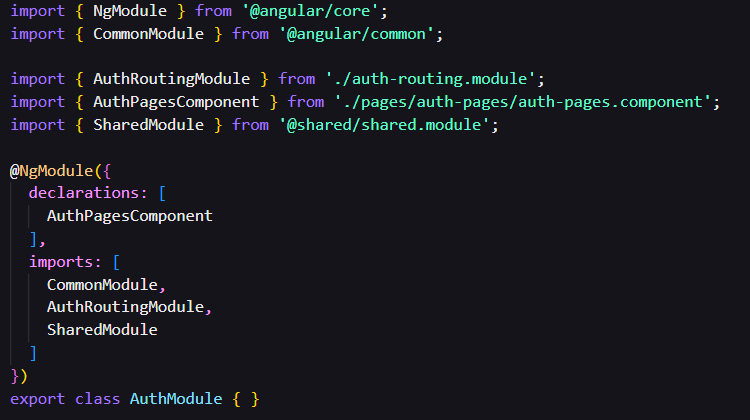 import { NgModule } from '@angular/core';
import { CommonModule } from '@angular/common';
import { AuthRoutingModule } from './auth-routing.module';
import { AuthPagesComponent } from './pages/auth-pages/auth-pages.component';
import { SharedModule } from '@shared/shared.module';
@NgModule({
  declarations: [
    AuthPagesComponent
  ],
  imports: [
    CommonModule,
    AuthRoutingModule,
    SharedModule
  ]
})
export class AuthModule { }